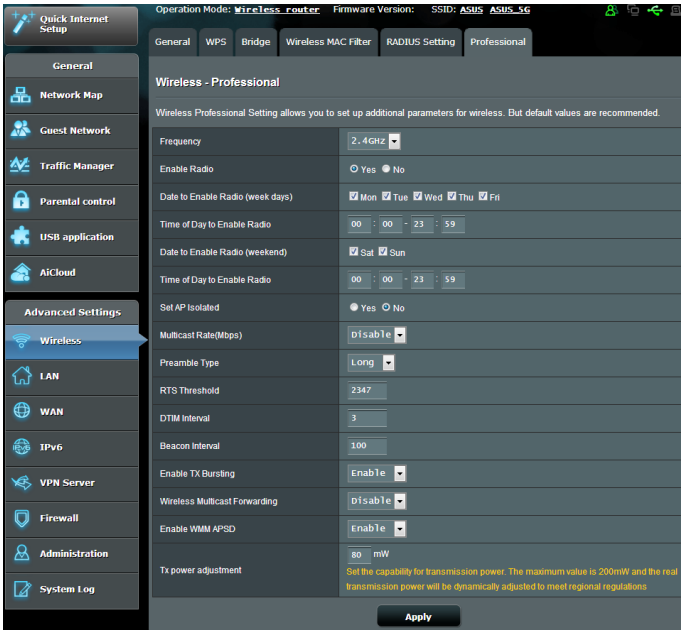 Operation Mode: Wireless router Firmware Version: SSID: ASUS ASUS_5G
Quick Internet
Setup
General
Network Map
Guest Network
Traffic Manager
Parental control
USB application
AiCloud
Advanced Settings
Wireless
LAN
WAN
IPv6
VPN Server
Firewall
Administration
System Log
General WPS Bridge Wireless MAC Filter RADIUS Setting Professional
Wireless - Professional
Wireless Professional Setting allows you to set up additional parameters for wireless. But default values are recommended.
Frequency 2.4GHz
Enable Radio Yes No
Date to Enable Radio (week days) Mon Tue Wed Thu Fri
Time of Day to Enable Radio 00 : 00 - 23 : 59
Date to Enable Radio (weekend) Sat Sun
Time of Day to Enable Radio 00 : 00 - 23 : 59
Set AP Isolated Yes No
Multicast Rate(Mbps) Disable
Preamble Type Long
RTS Threshold 2347
DTIM Interval 3
Beacon Interval 100
Enable TX Bursting Enable
Wireless Multicast Forwarding Disable
Enable WMM APSD Enable
Tx power adjustment 80 mW
Set the capability for transmission power. The maximum value is 200mW and the real
transmission power will be dynamically adjusted to meet regional regulations
Apply